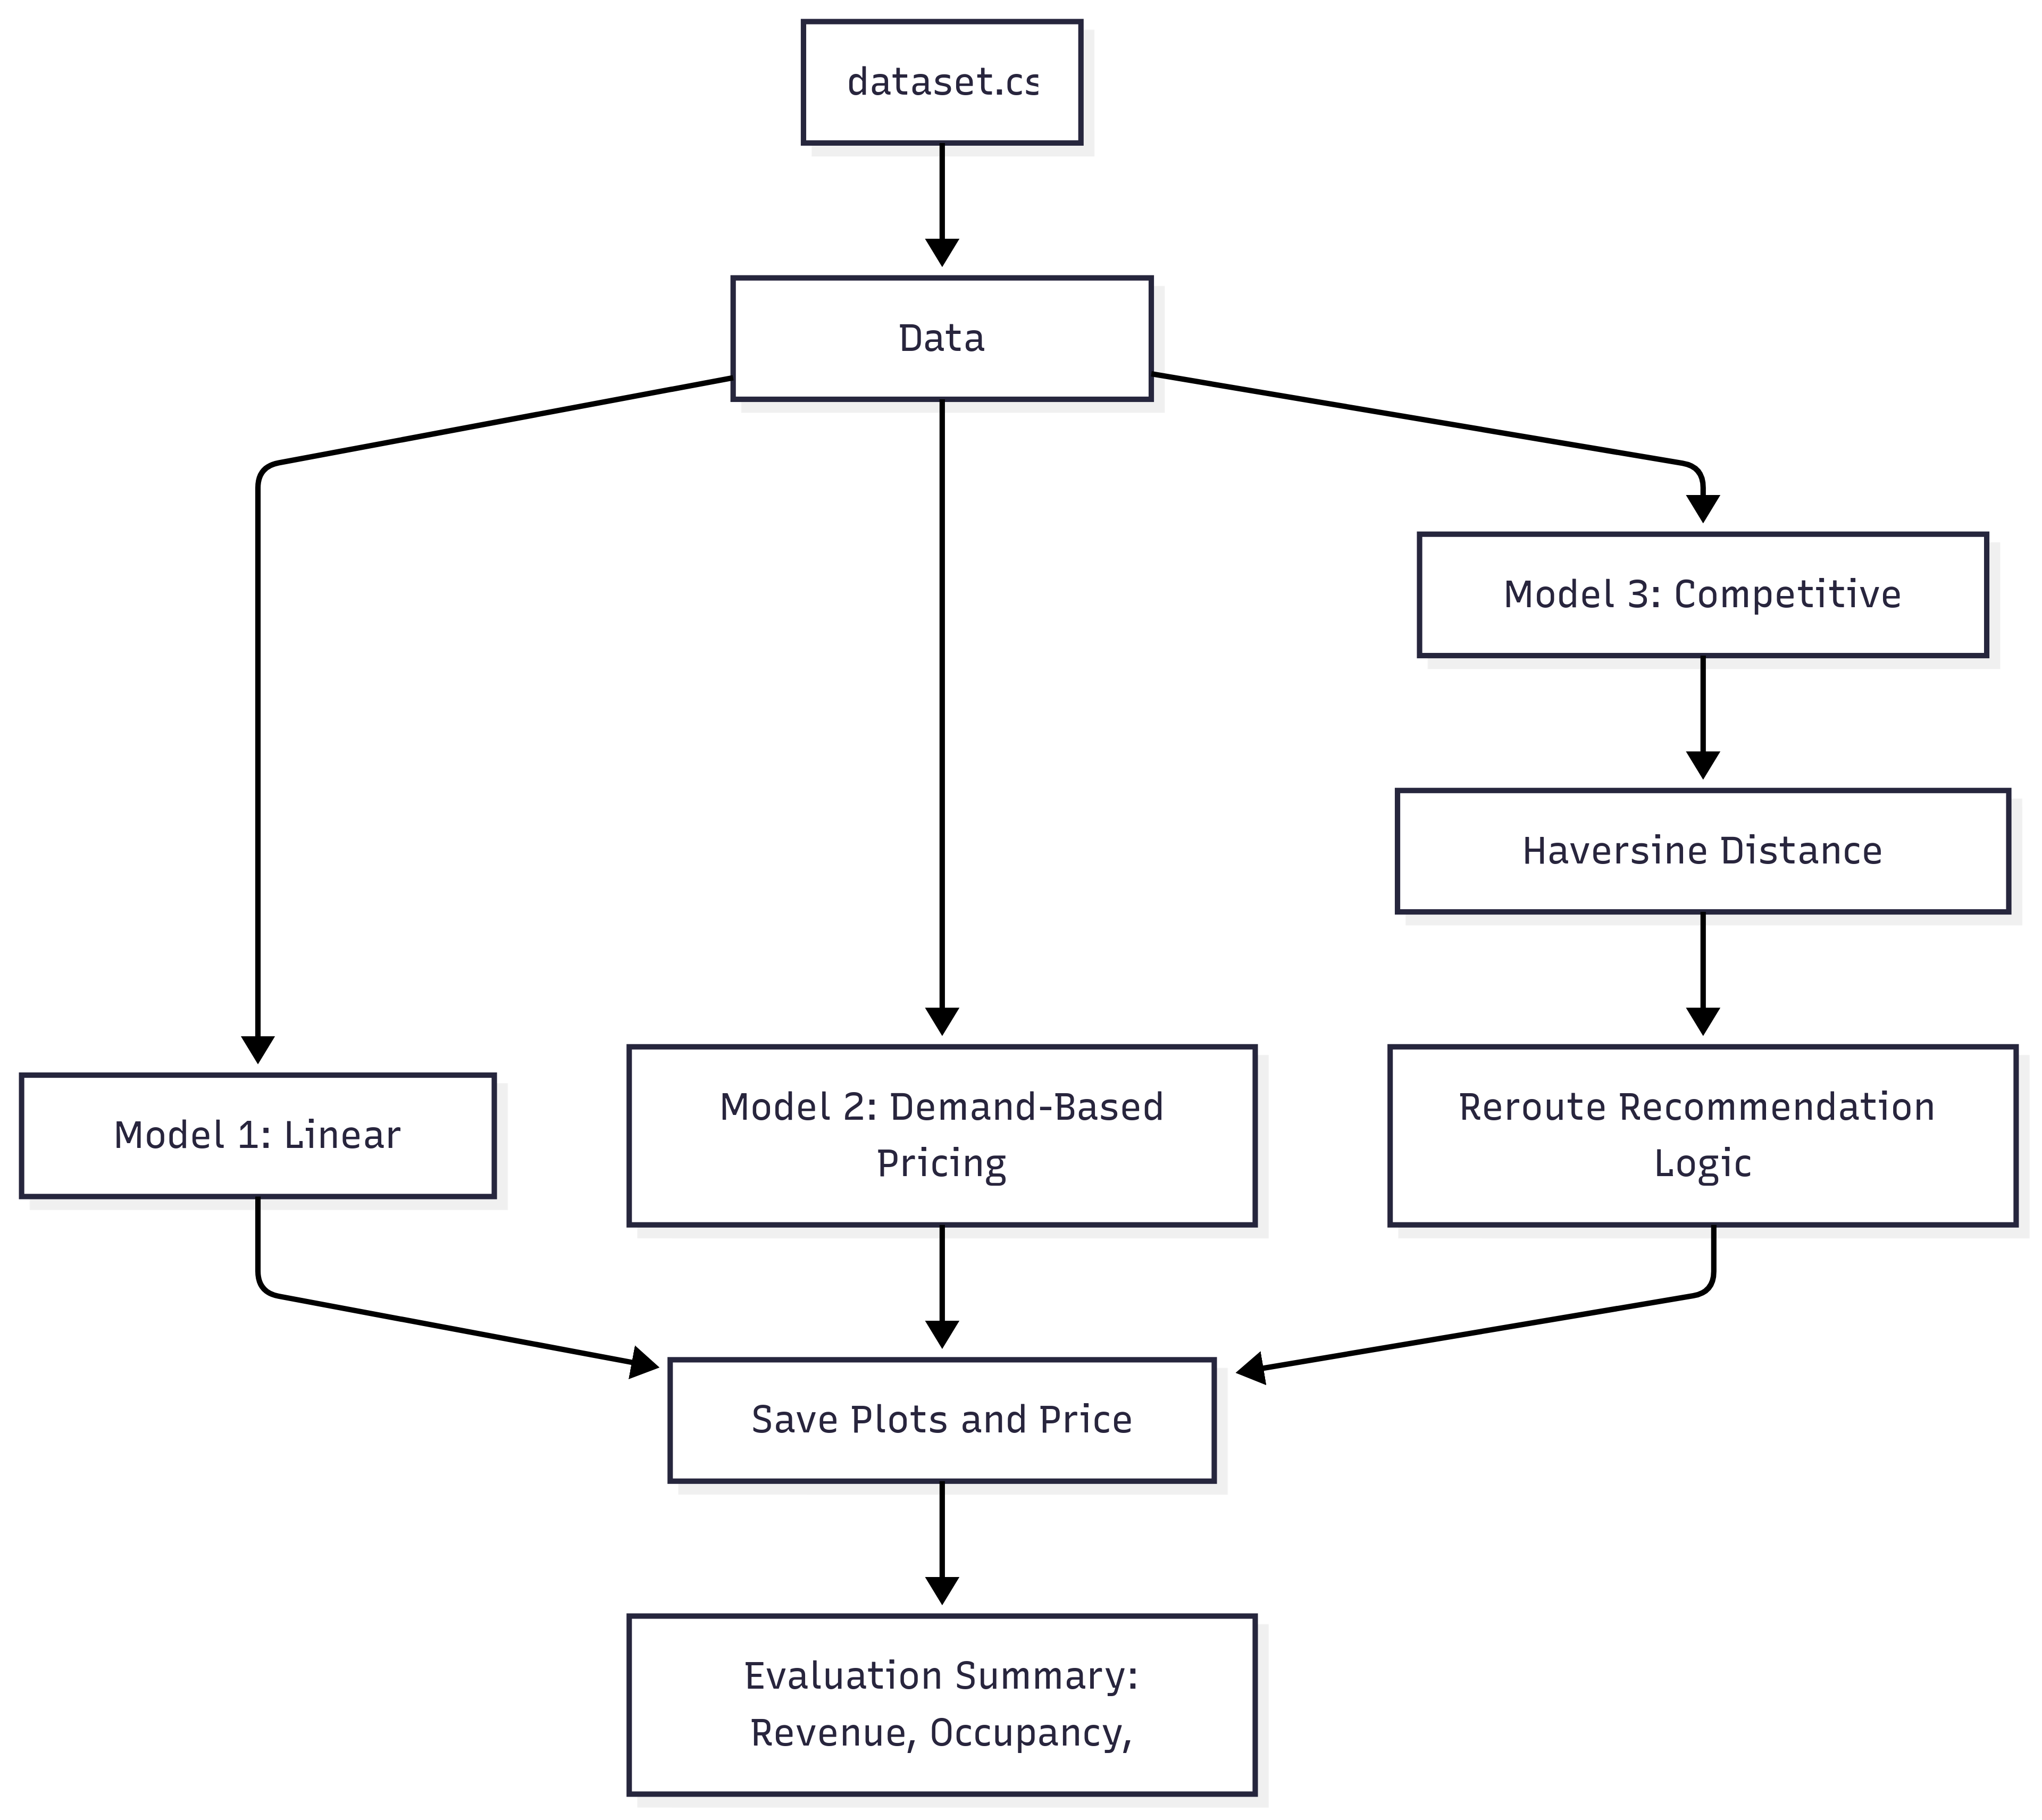 dataset.cs
Data
Model 3: Competitive
Haversine Distance
Model 1: Linear
Model 2: Demand-Based
Pricing
Reroute Recommendation
Logic
Save Plots and Price
Evaluation Summary:
Revenue, Occupancy,